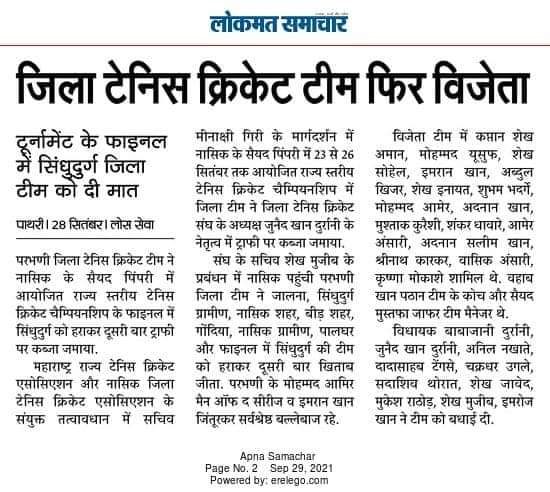 लोकमत समाचार
जिला टेनिस क्रिकेट टीम फिर विजेता
टूर्नामेंट के फाइनल
में सिंधुदुर्ग जिला
टीम को दी मात
पाथरी। 28 सितंबर। लोस सेवा
परभणी जिला टेनिस क्रिकेट टीम ने
नासिक के सैयद पिंपरी में
आयोजित राज्य स्तरीय टेनिस
क्रिकेट चैम्पियनशिप के फाइनल में
सिंधुदुर्ग को हराकर दूसरी बार ट्राफी
पर कब्जा जमाया.
महाराष्ट्र राज्य टेनिस क्रिकेट
एसोसिएशन और नासिक जिला
टेनिस क्रिकेट एसोसिएशन के
संयुक्त तत्वावधान में सचिव
मीनाक्षी गिरी के मार्गदर्शन में
नासिक के सैयद पिंपरी में 23 से 26
सितंबर तक आयोजित राज्य स्तरीय
टेनिस क्रिकेट चैम्पियनशिप में
जिला टीम ने जिला टेनिस क्रिकेट
संघ के अध्यक्ष जुनैद खान दुर्रानी के
नेतृत्व में ट्राफी पर कब्जा जमाया.
संघ के सचिव शेख मुजीब के
प्रबंधन में नासिक पहुंची परभणी
जिला टीम ने जालना, सिंधुदुर्ग
ग्रामीण, नासिक शहर, बीड़ शहर,
गोंदिया, नासिक ग्रामीण, पालघर
और फाइनल में सिंधुदुर्ग की टीम
को हराकर दूसरी बार खिताब
जीता. परभणी के मोहम्मद आमिर
मैन ऑफ द सीरीज व इमरान खान
जिंतूरकर सर्वश्रेष्ठ बल्लेबाज रहे.
विजेता टीम में कप्तान शेख
अमान, मोहम्मद यूसुफ, शेख
सोहेल, इमरान खान, अब्दुल
खिजर, शेख इनायत, शुभम भदर्गे,
मोहम्मद आमेर, अदनान खान,
मुश्ताक कुरैशी, शंकर धावारे, आमेर
अंसारी, अदनान सलीम खान,
श्रीनाथ कारकर, वासिक अंसारी,
कृष्णा मोकाशे शामिल थे. वहाब
खान पठान टीम के कोच और सैयद
मुस्तफा जाफर टीम मैनेजर थे.
विधायक बाबाजानी दुर्रानी,
जुनैद खान दुर्रानी, अनिल नखाते,
दादासाहब टेंगसे, चक्रधर उगले,
सदाशिव थोरात, शेख जावेद,
मुकेश राठोड़, शेख मुजीब, इमरोज
खान ने टीम को बधाई दी.
Apna Samachar
Page No. 2 Sep 29, 2021
Powered by: erelego.com